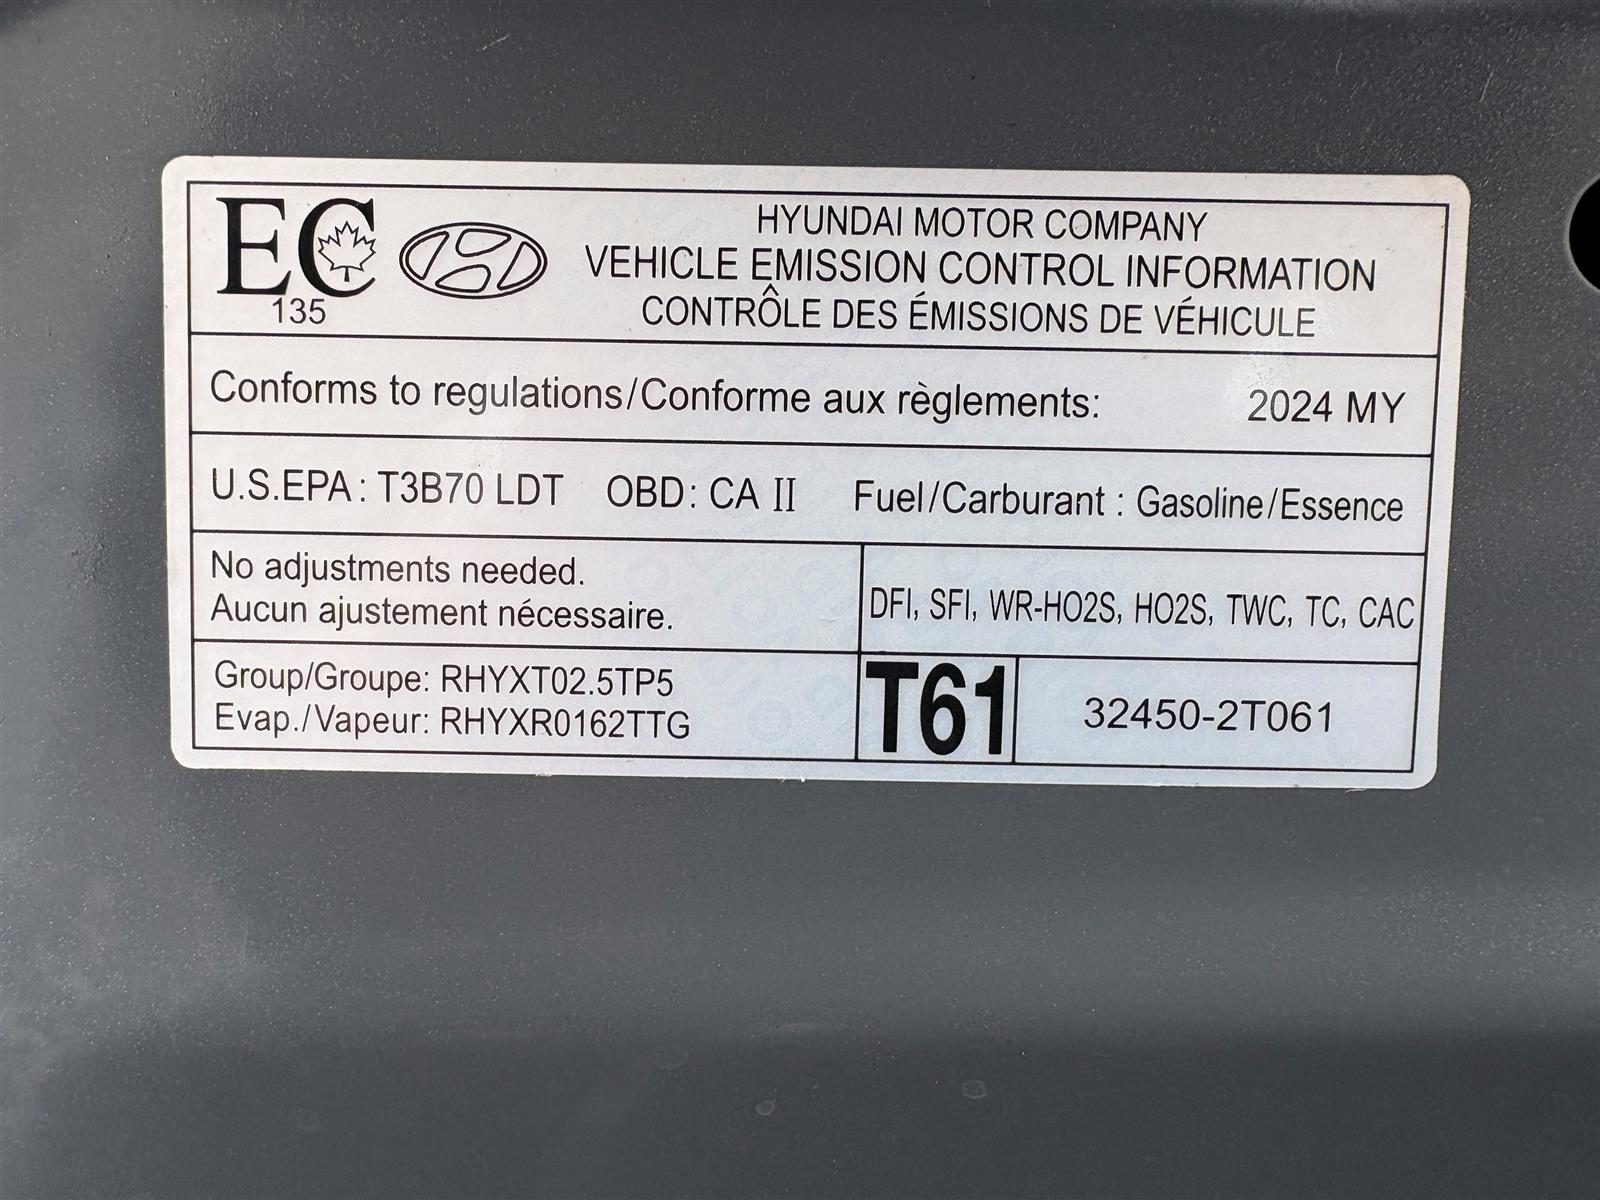 EC
135
HYUNDAI MOTOR COMPANY
VEHICLE EMISSION CONTROL INFORMATION
CONTRÔLE DES ÉMISSIONS DE VÉHICULE
Conforms to regulations/Conforme aux règlements: 2024 MY
U.S.EPA: T3B70 LDT OBD: CA II Fuel/Carburant : Gasoline/Essence
No adjustments needed.
Aucun ajustement nécessaire.
DFI, SFI, WR-HO2S, HO2S, TWC, TC, CAC
Group/Groupe: RHYXT02.5TP5
Evap./Vapeur: RHYXR0162TTG
T61
32450-2T061